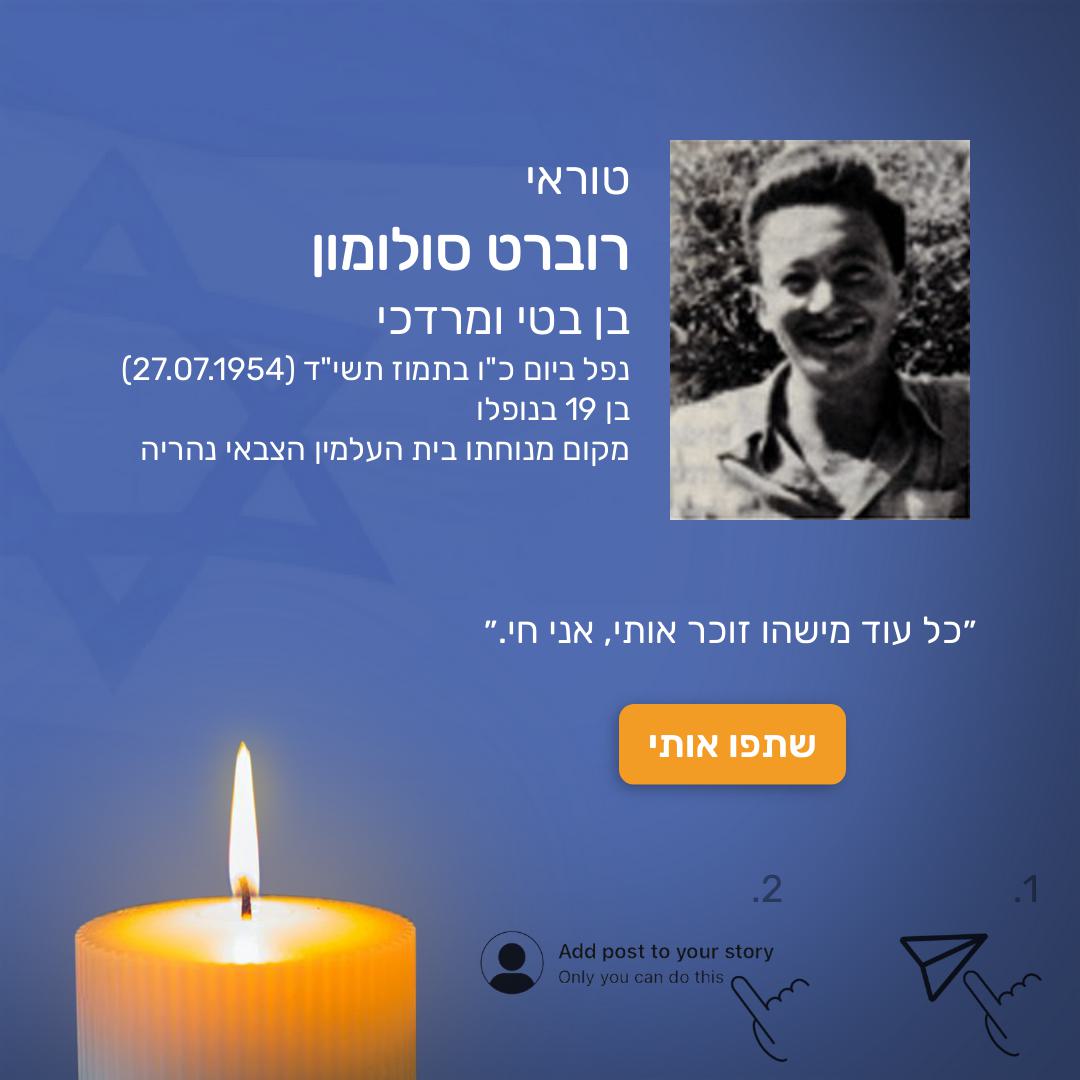 טוראי
רוברט סולומון
בן בטי ומרדכי
נפל ביום כ"ו בתמוז תשי"ד (27.07.1954)
בן 19 בנופלו
מקום מנוחתו בית העלמין הצבאי נהריה
״כל עוד מישהו זוכר אותי, אני חי.״
שתפו אותי
.1
.2
Add post to your story
Only you can do this